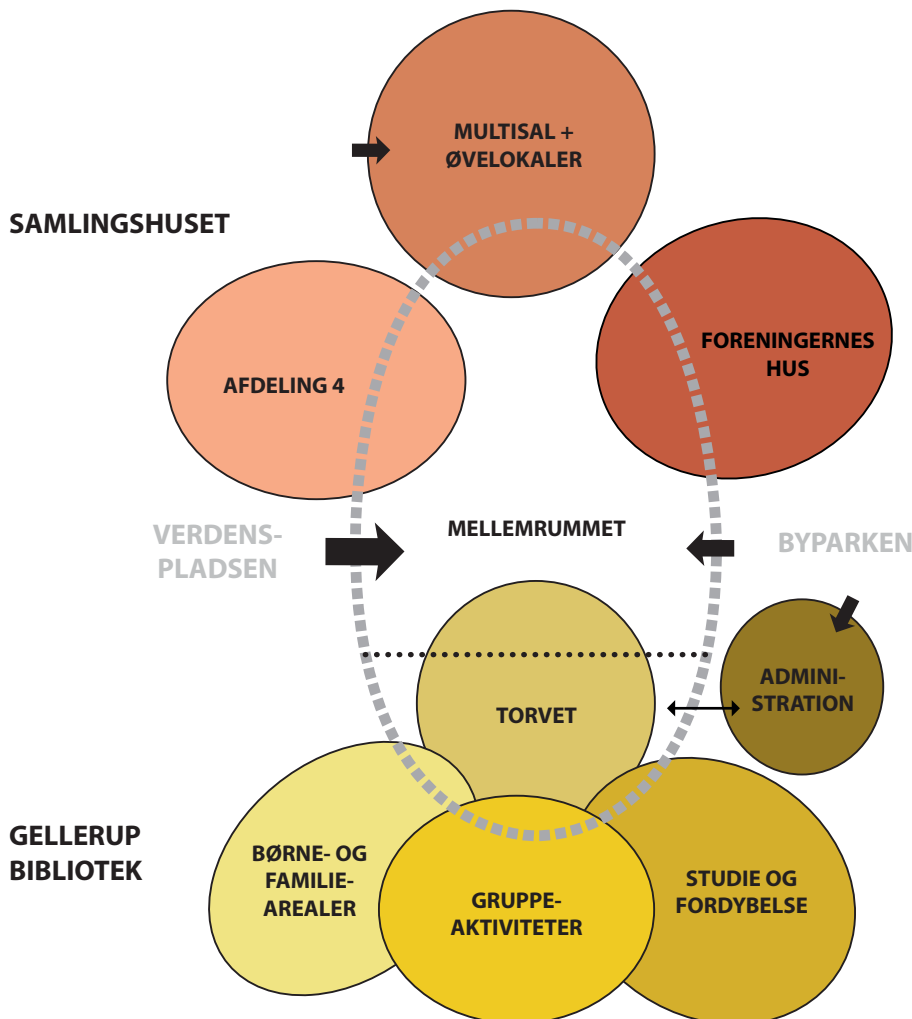 MULTISAL +
ØVELOKALER
SAMLINGSHUSET
FORENINGERNES
HUS
AFDELING 4
VERDENS-
PLADSEN
MELLEMRUMMET
BYPARKEN
ADMINI-
STRATION
TORVET
GELLERUP
BIBLIOTEK
BØRNE- OG
FAMILIE-
AREALER
GRUPPE-
AKTIVITETER
STUDIE OG
FORDYBELSE